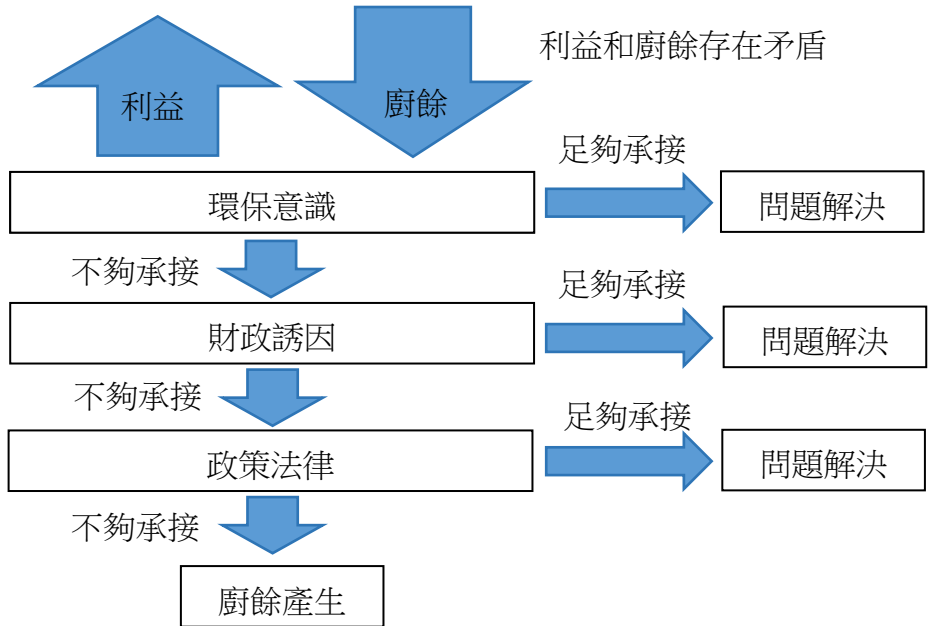 利益和廚餘存在矛盾
利益
廚餘
足夠承接
環保意識
問題解決
不夠承接
足夠承接
財政誘因
問題解決
不夠承接
足夠承接
政策法律
問題解決
不夠承接
廚餘產生